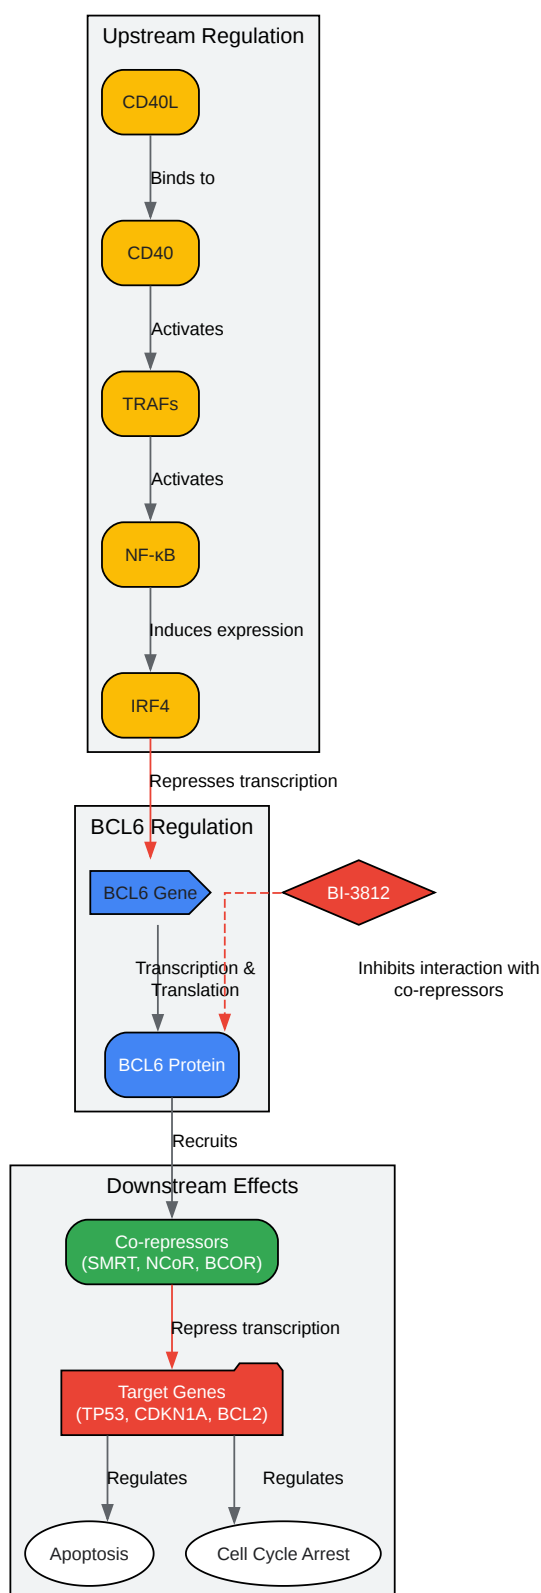 Upstream Regulation
CD40L
Binds to
CD40
Activates
TRAFs
Activates
NF-κB
Induces expression
IRF4
Represses transcription
BCL6 Regulation
BCL6 Gene
BI-3812
Transcription &
Translation
Inhibits interaction with
co-repressors
BCL6 Protein
Recruits
Downstream Effects
Co-repressors
(SMRT, NCoR, BCOR)
Repress transcription
Target Genes
(TP53, CDKN1A, BCL2)
Regulates
Regulates
Apoptosis
Cell Cycle Arrest